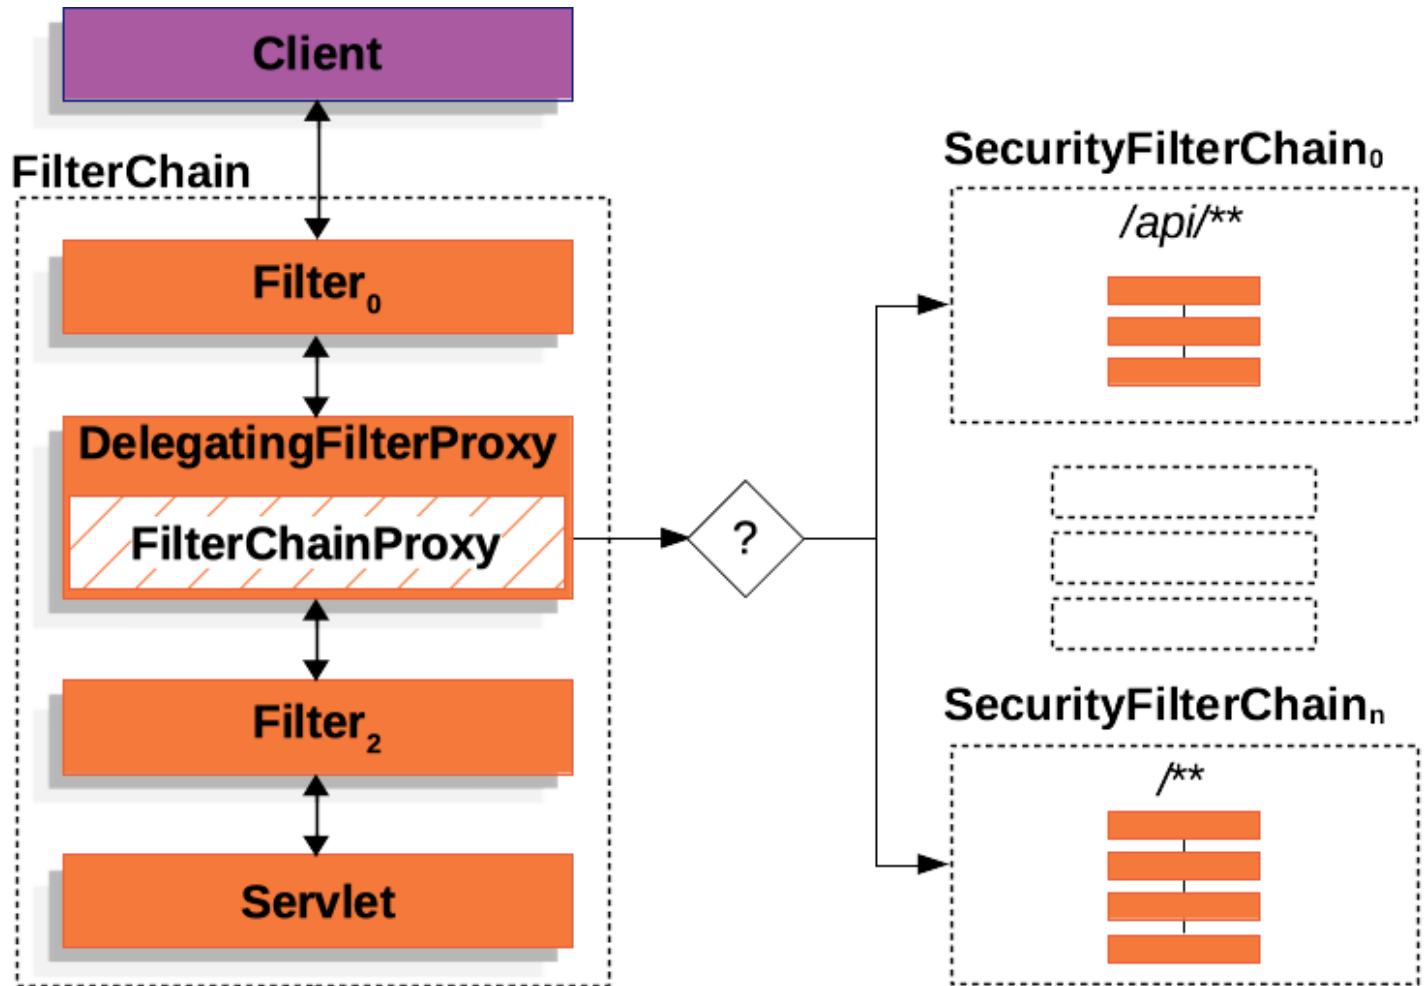 Client
FilterChain
Filter0
DelegatingFilterProxy
FilterChainProxy
Filter2
Servlet
?
SecurityFilterChain0
/api/**
SecurityFilterChainn
/**